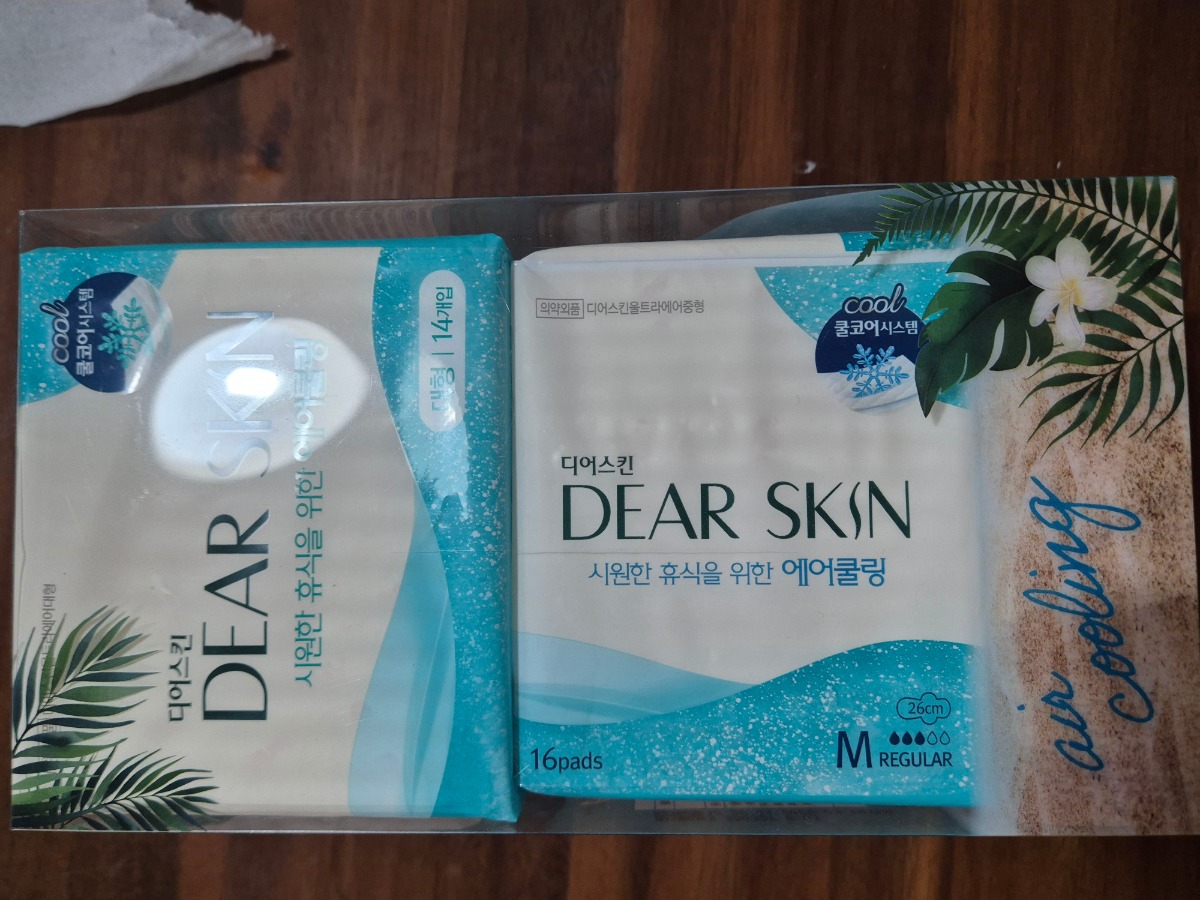 cool
쿨코어시스템
대형 | 14개입
디어스킨
DEAR SKIN
시원한 휴식을 위한 에어쿨링
의약외품 디어스킨울트라에어중형
cool
쿨코어시스템
디어스킨
DEAR SKIN
시원한 휴식을 위한 에어쿨링
16pads
26cm
M REGULAR
air
cooling